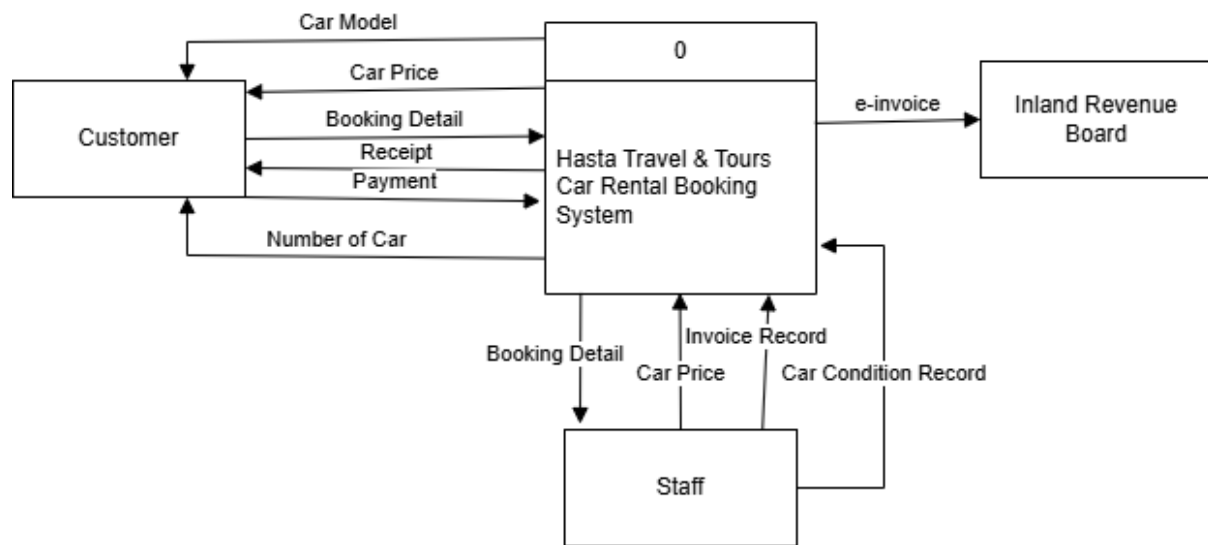 Car Model
0
Car Price
e-invoice
Inland Revenue
Board
Customer
Booking Detail
Receipt
Payment
Hasta Travel & Tours
Car Rental Booking
System
Number of Car
Booking Detail
Invoice Record
Car Price
Car Condition Record
Staff